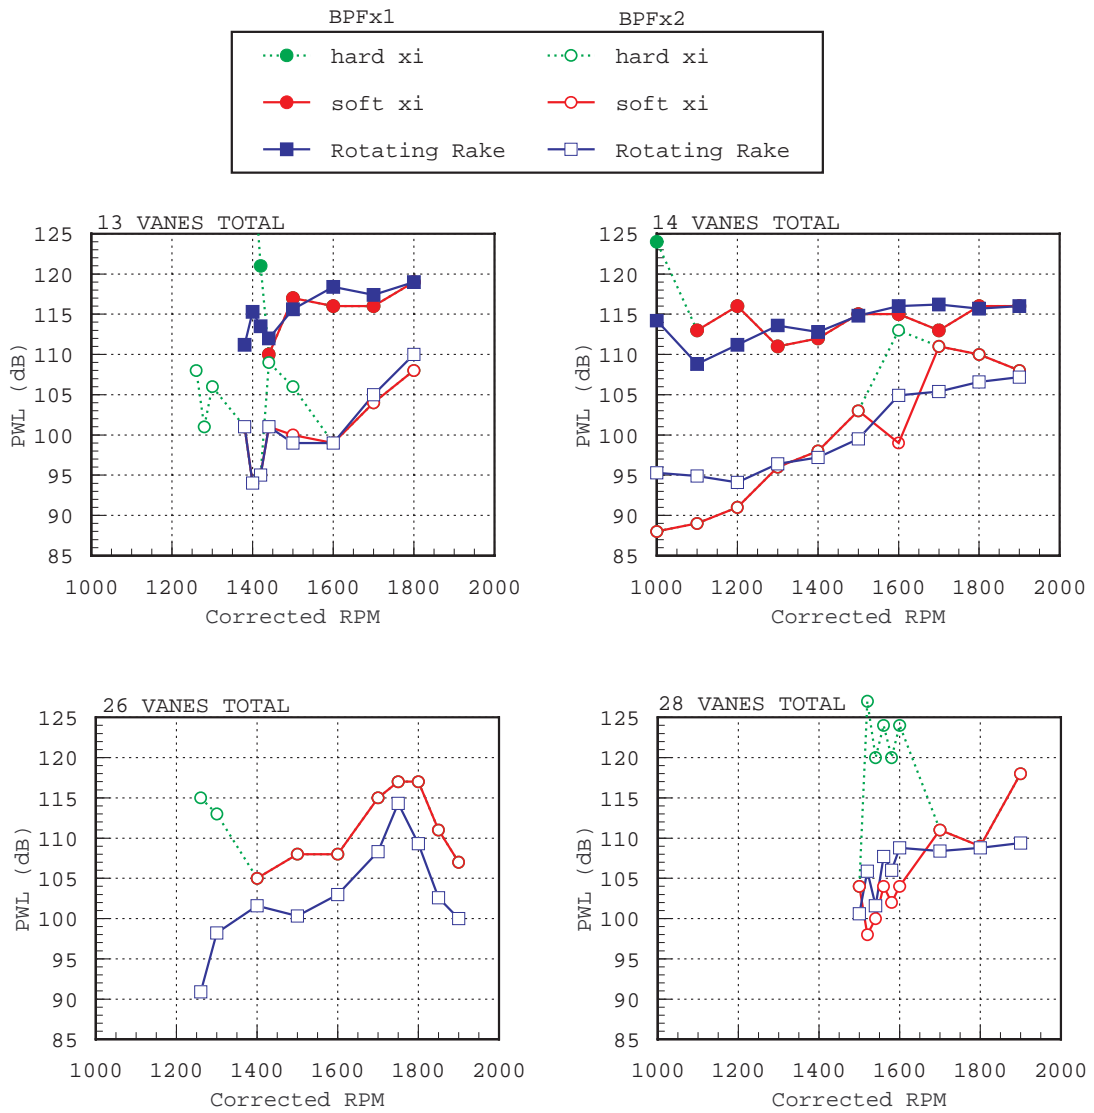 BPFx1 BPFx2
hard xi hard xi
soft xi soft xi
Rotating Rake Rotating Rake
13 VANES TOTAL
125
120
115
110
105
100
95
90
85
PWL (dB)
1000 1200 1400 1600 1800 2000
Corrected RPM
14 VANES TOTAL
125
120
115
110
105
100
95
90
85
PWL (dB)
1000 1200 1400 1600 1800 2000
Corrected RPM
26 VANES TOTAL
125
120
115
110
105
100
95
90
85
PWL (dB)
1000 1200 1400 1600 1800 2000
Corrected RPM
28 VANES TOTAL
125
120
115
110
105
100
95
90
85
PWL (dB)
1000 1200 1400 1600 1800 2000
Corrected RPM